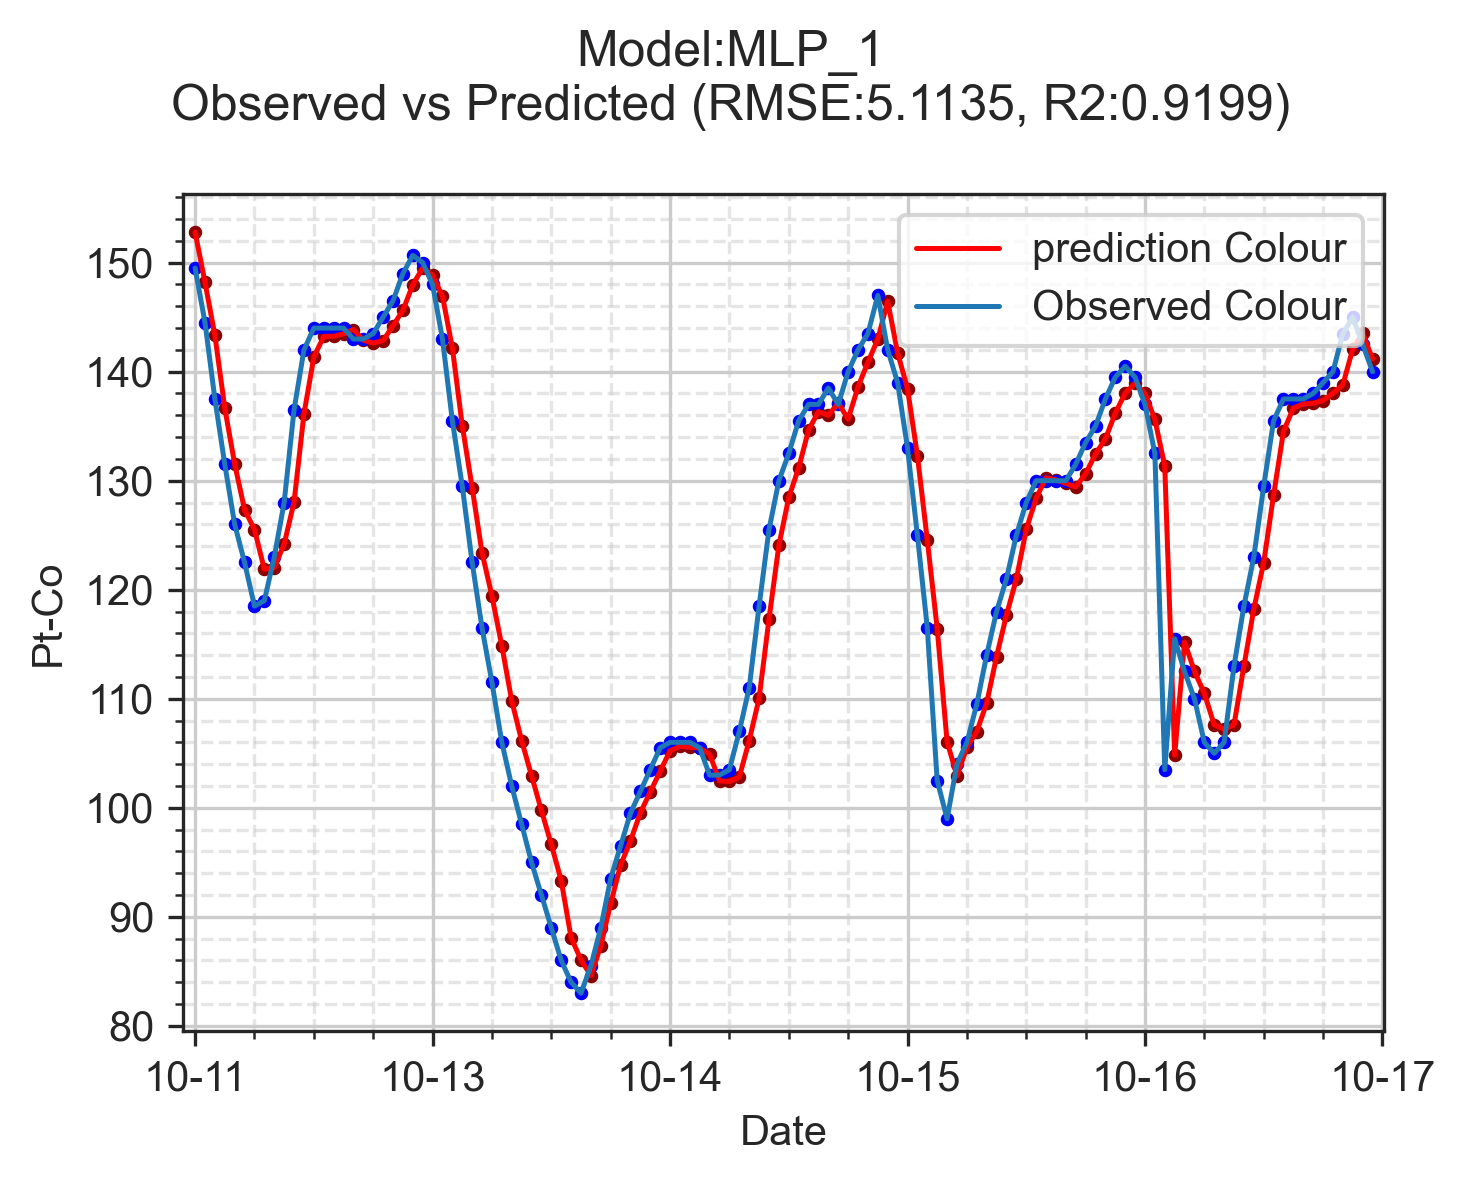 Model:MLP_1
Observed vs Predicted (RMSE:5.1135, R2:0.9199)
prediction Colour
Observed Colour
150
140
130
120
110
100
90
80
Pt-Co
10-11 10-13 10-14 10-15 10-16 10-17
Date